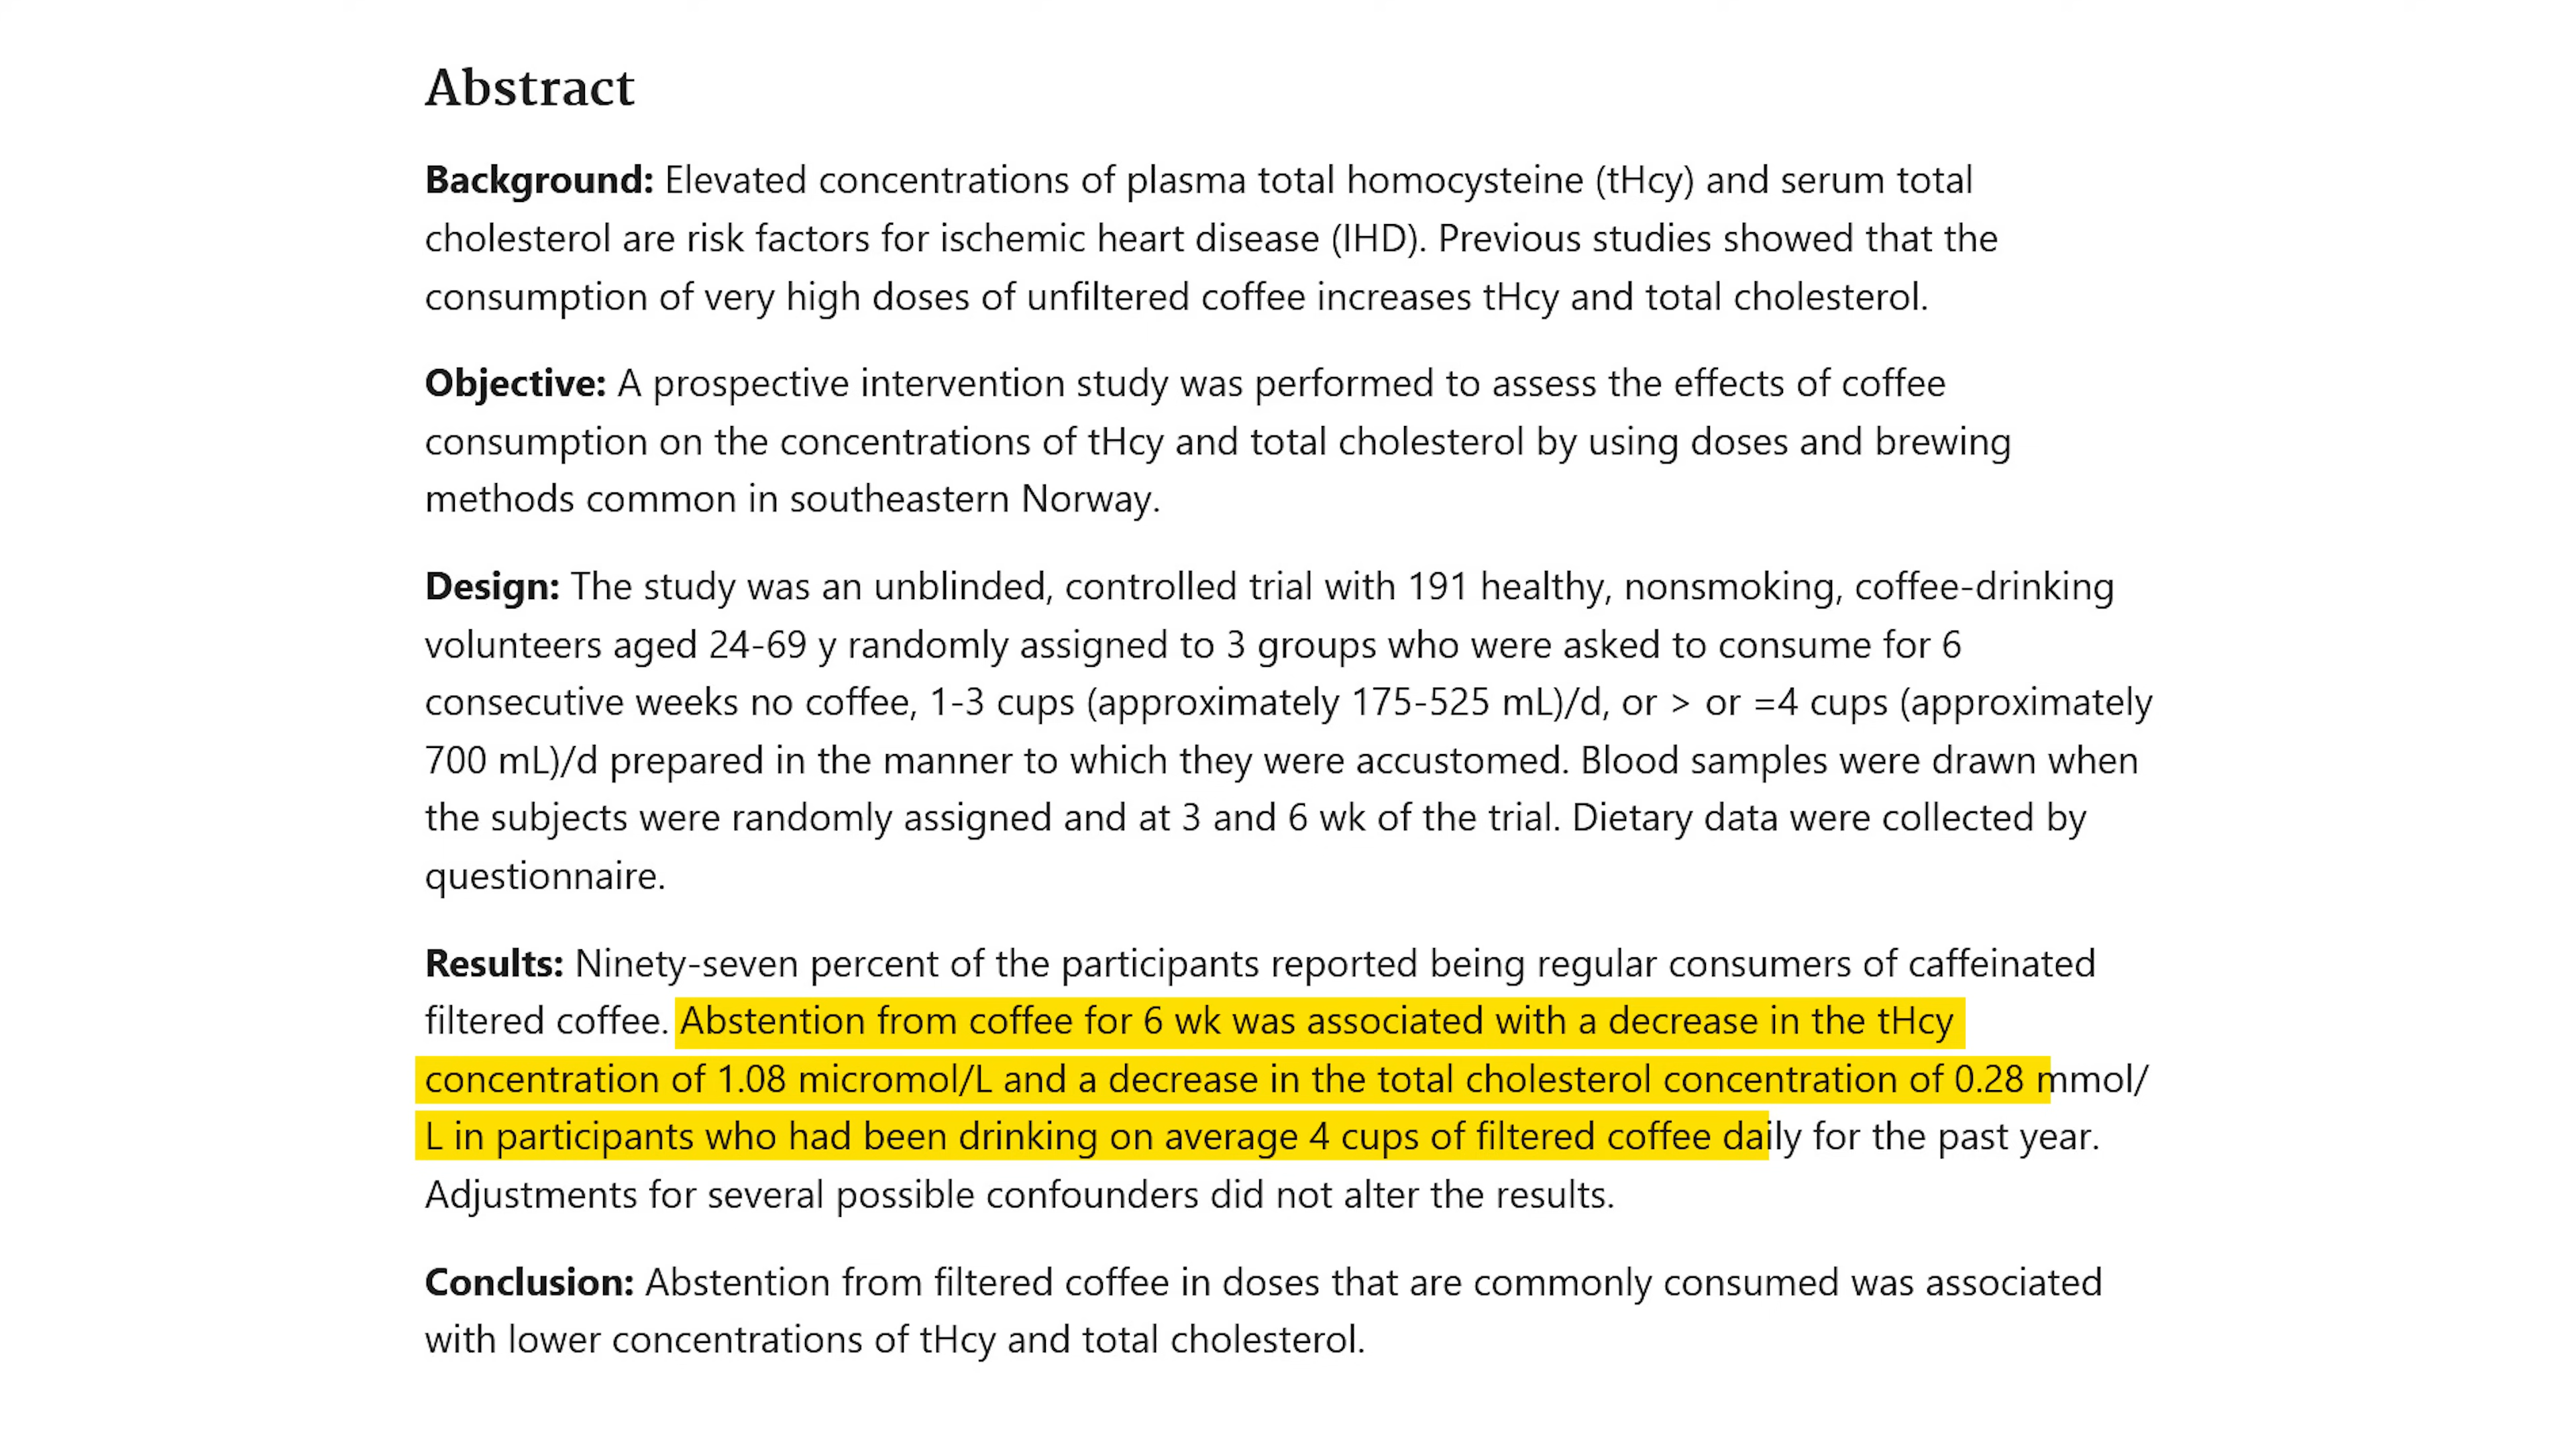 Abstract
Background: Elevated concentrations of plasma total homocysteine (tHcy) and serum total
cholesterol are risk factors for ischemic heart disease (IHD). Previous studies showed that the
consumption of very high doses of unfiltered coffee increases tHcy and total cholesterol.
Objective: A prospective intervention study was performed to assess the effects of coffee
consumption on the concentrations of tHcy and total cholesterol by using doses and brewing
methods common in southeastern Norway.
Design: The study was an unblinded, controlled trial with 191 healthy, nonsmoking, coffee-drinking
volunteers aged 24-69 y randomly assigned to 3 groups who were asked to consume for 6
consecutive weeks no coffee, 1-3 cups (approximately 175-525 mL)/d, or > or =4 cups (approximately
700 mL)/d prepared in the manner to which they were accustomed. Blood samples were drawn when
the subjects were randomly assigned and at 3 and 6 wk of the trial. Dietary data were collected by
questionnaire.
Results: Ninety-seven percent of the participants reported being regular consumers of caffeinated
filtered coffee. Abstention from coffee for 6 wk was associated with a decrease in the tHcy
concentration of 1.08 micromol/L and a decrease in the total cholesterol concentration of 0.28 mmol/
L in participants who had been drinking on average 4 cups of filtered coffee daily for the past year.
Adjustments for several possible confounders did not alter the results.
Conclusion: Abstention from filtered coffee in doses that are commonly consumed was associated
with lower concentrations of tHcy and total cholesterol.